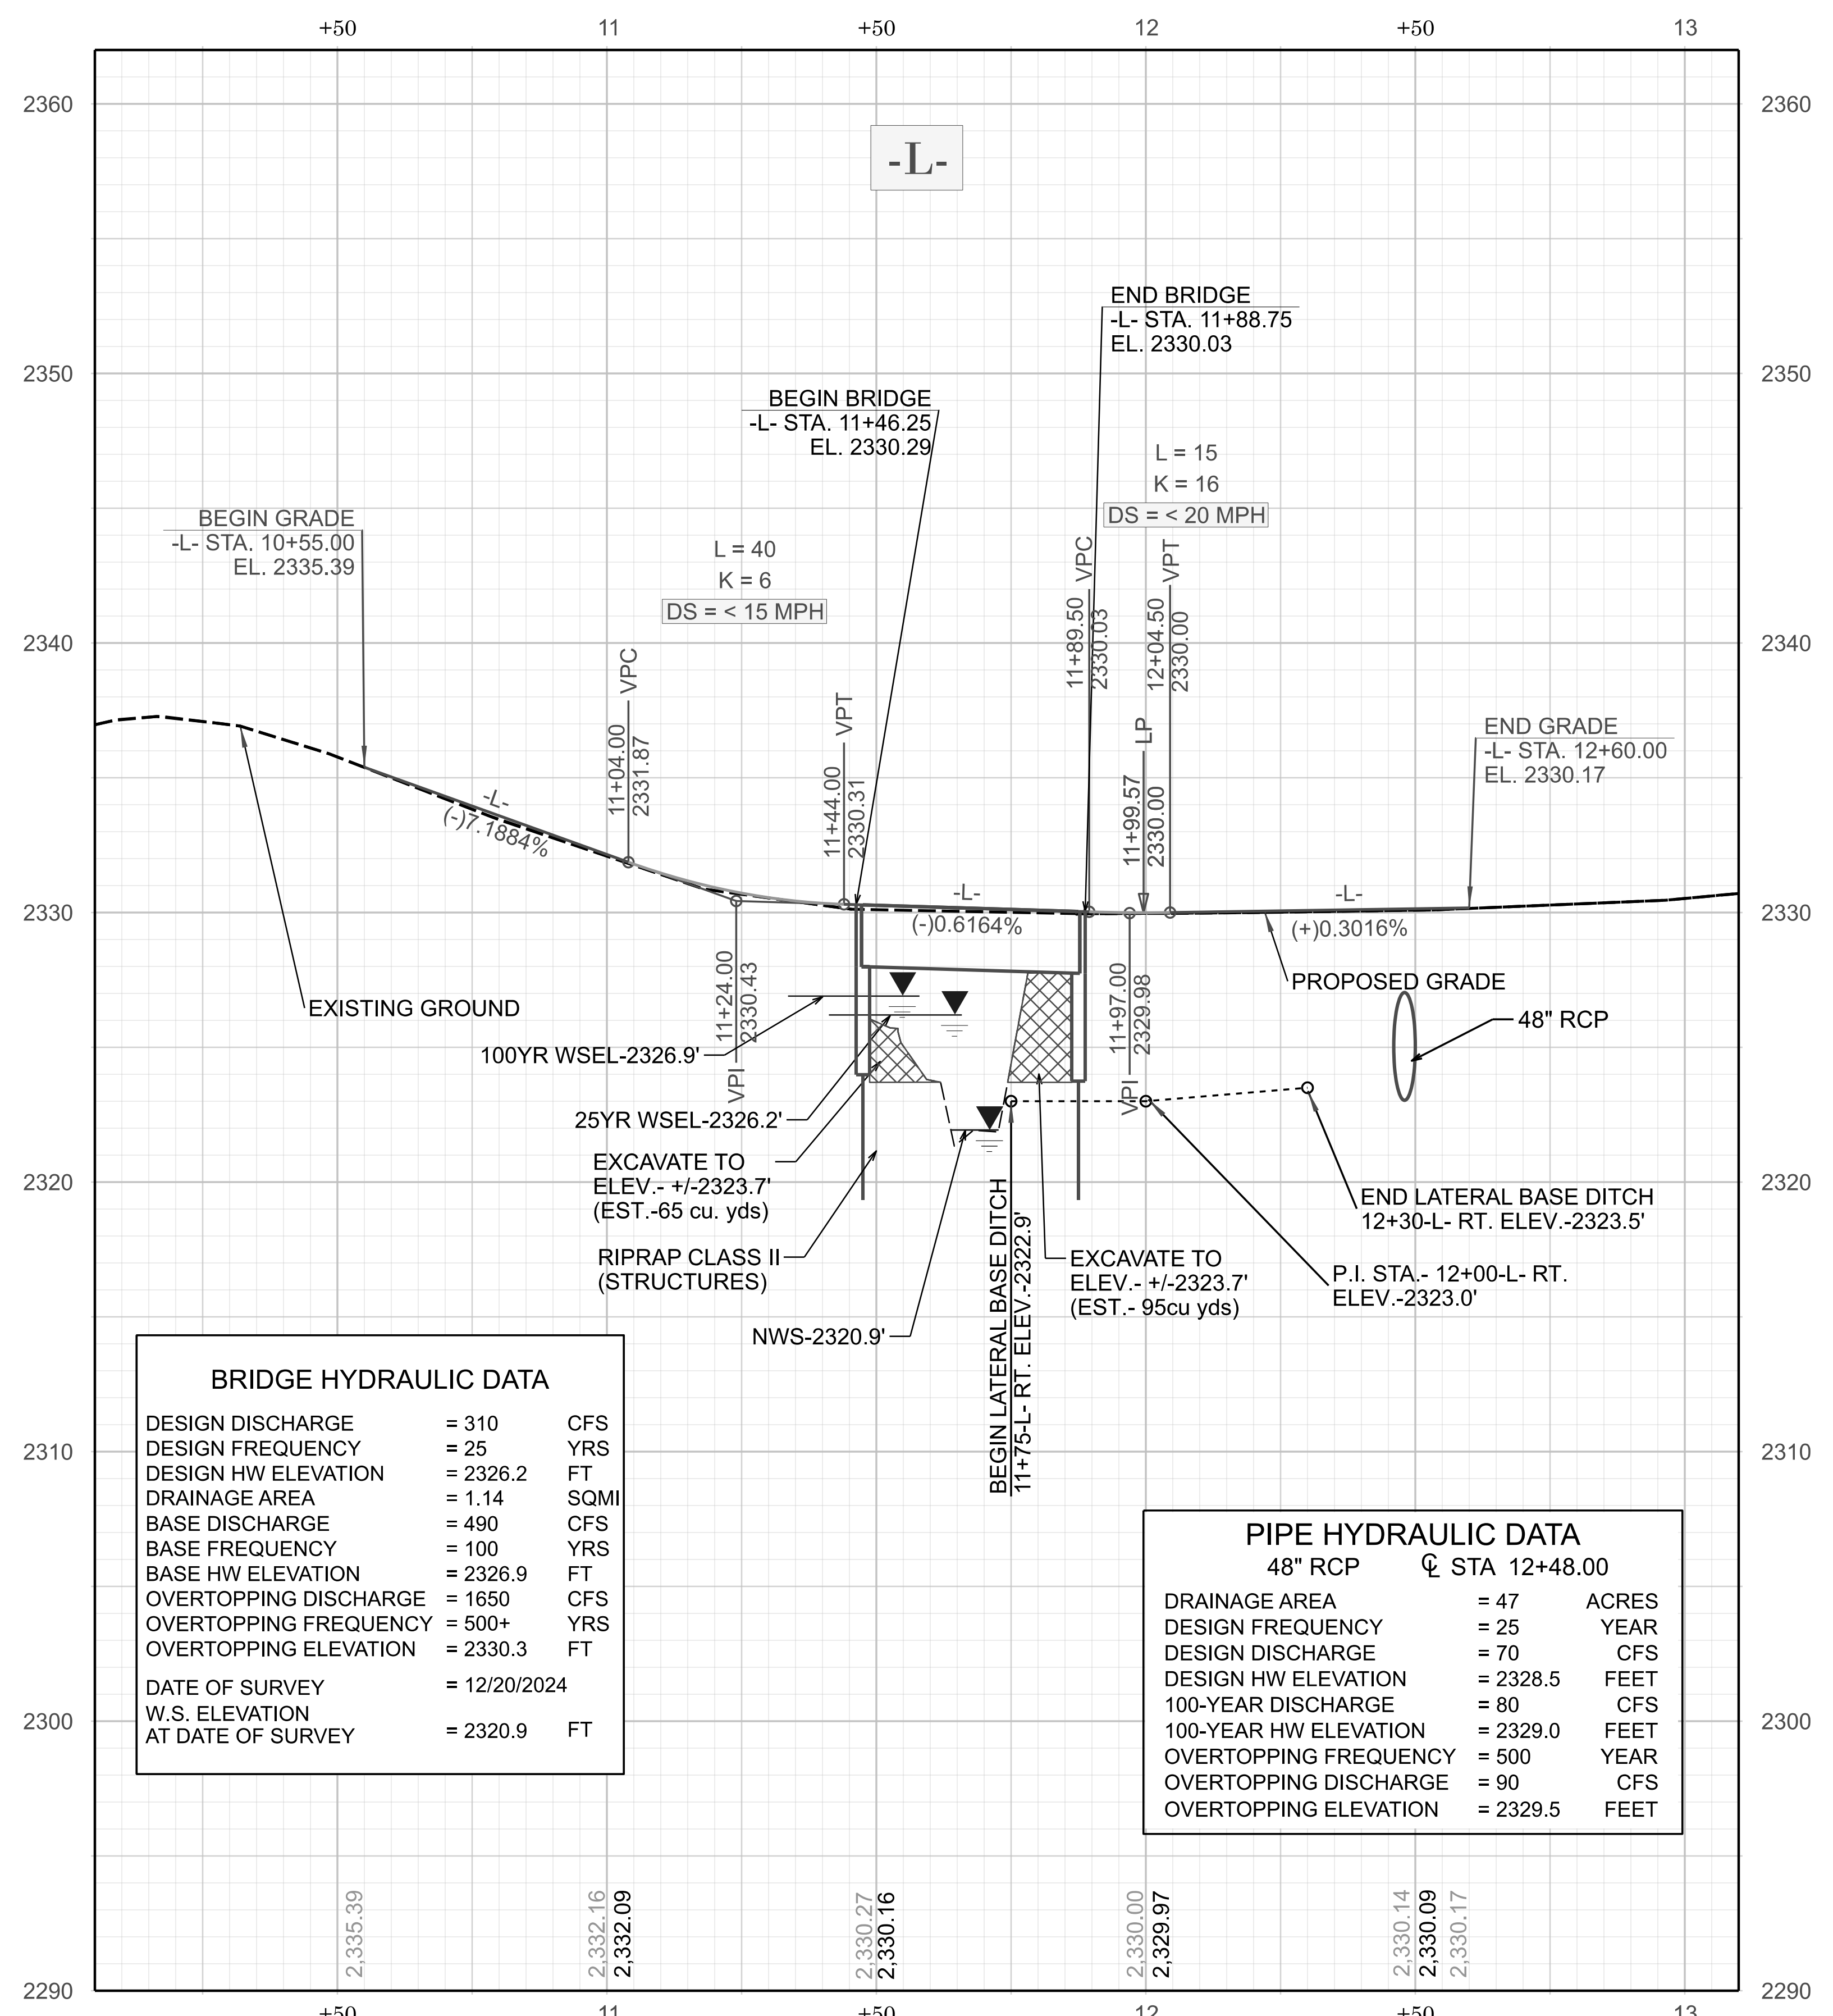 +50 11 +50 12 +50 13
2360 2360
-L-
END BRIDGE
-L- STA. 11+88.75
EL. 2330.03
2350 2350
BEGIN BRIDGE
-L- STA. 11+46.25
EL. 2330.29
L = 15
K = 16
DS = < 20 MPH
BEGIN GRADE
-L- STA. 10+55.00
EL. 2335.39
L = 40
K = 6
DS = < 15 MPH
2340 2340
11+04.00 VPC
2331.87
11+44.00 VPT
2330.31
11+89.50 VPC
2330.03
12+04.50 VPT
2330.00
11+99.57 LP
2330.00
END GRADE
-L- STA. 12+60.00
EL. 2330.17
-L-
(-)7.1884%
2330 2330
-L-
(-)0.6164%
-L-
(+)0.3016%
VPI 11+24.00
2330.43
VPI 11+97.00
2329.98
EXISTING GROUND
PROPOSED GRADE
48" RCP
100YR WSEL-2326.9'
25YR WSEL-2326.2'
EXCAVATE TO
ELEV.- +/-2323.7'
(EST.-65 cu. yds)
2320 2320
RIPRAP CLASS II
(STRUCTURES)
NWS-2320.9'
BEGIN LATERAL BASE DITCH
11+75-L- RT. ELEV.-2322.9'
EXCAVATE TO
ELEV.- +/-2323.7'
(EST.- 95cu yds)
END LATERAL BASE DITCH
12+30-L- RT. ELEV.-2323.5'
P.I. STA.- 12+00-L- RT.
ELEV.-2323.0'
BRIDGE HYDRAULIC DATA
DESIGN DISCHARGE = 310 CFS
DESIGN FREQUENCY = 25 YRS
DESIGN HW ELEVATION = 2326.2 FT
DRAINAGE AREA = 1.14 SQMI
BASE DISCHARGE = 490 CFS
BASE FREQUENCY = 100 YRS
BASE HW ELEVATION = 2326.9 FT
OVERTOPPING DISCHARGE = 1650 CFS
OVERTOPPING FREQUENCY = 500+ YRS
OVERTOPPING ELEVATION = 2330.3 FT
DATE OF SURVEY = 12/20/2024
W.S. ELEVATION
AT DATE OF SURVEY = 2320.9 FT
2310 2310
PIPE HYDRAULIC DATA
48" RCP ℄ STA 12+48.00
DRAINAGE AREA = 47 ACRES
DESIGN FREQUENCY = 25 YEAR
DESIGN DISCHARGE = 70 CFS
DESIGN HW ELEVATION = 2328.5 FEET
100-YEAR DISCHARGE = 80 CFS
100-YEAR HW ELEVATION = 2329.0 FEET
OVERTOPPING FREQUENCY = 500 YEAR
OVERTOPPING DISCHARGE = 90 CFS
OVERTOPPING ELEVATION = 2329.5 FEET
2300 2300
2,335.39
2,332.16
2,332.09
2,330.27
2,330.16
2,330.00
2,329.97
2,330.14
2,330.09
2,330.17
2290 2290
+50 11 +50 12 +50 13